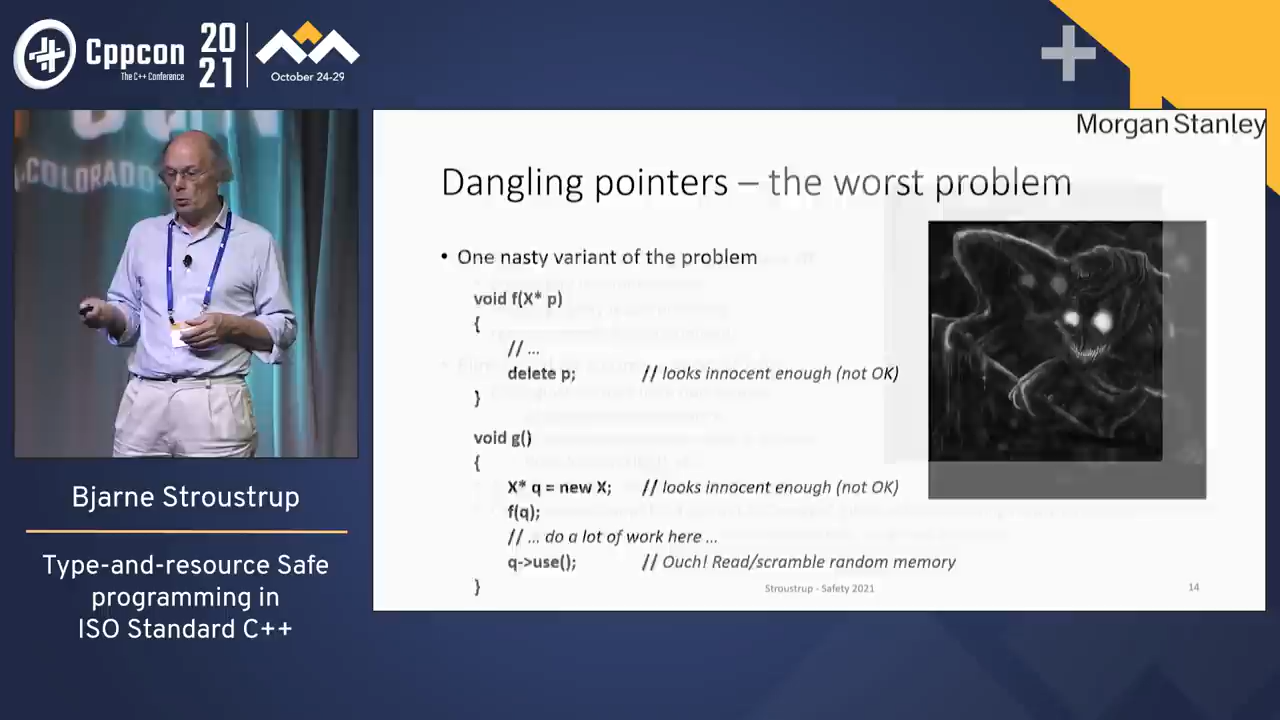 Cppcon
The C++ Conference
20
21
October 24-29
COLORADO
Morgan Stanley
Dangling pointers – the worst problem
• One nasty variant of the problem
void f(X* p)
{
// ...
delete p; // looks innocent enough (not OK)
}
void g()
{
X* q = new X; // looks innocent enough (not OK)
f(q);
// ... do a lot of work here ...
q->use(); // Ouch! Read/scramble random memory
}
Stroustrup - Safety 2021
14
Bjarne Stroustrup
Type-and-resource Safe
programming in
ISO Standard C++